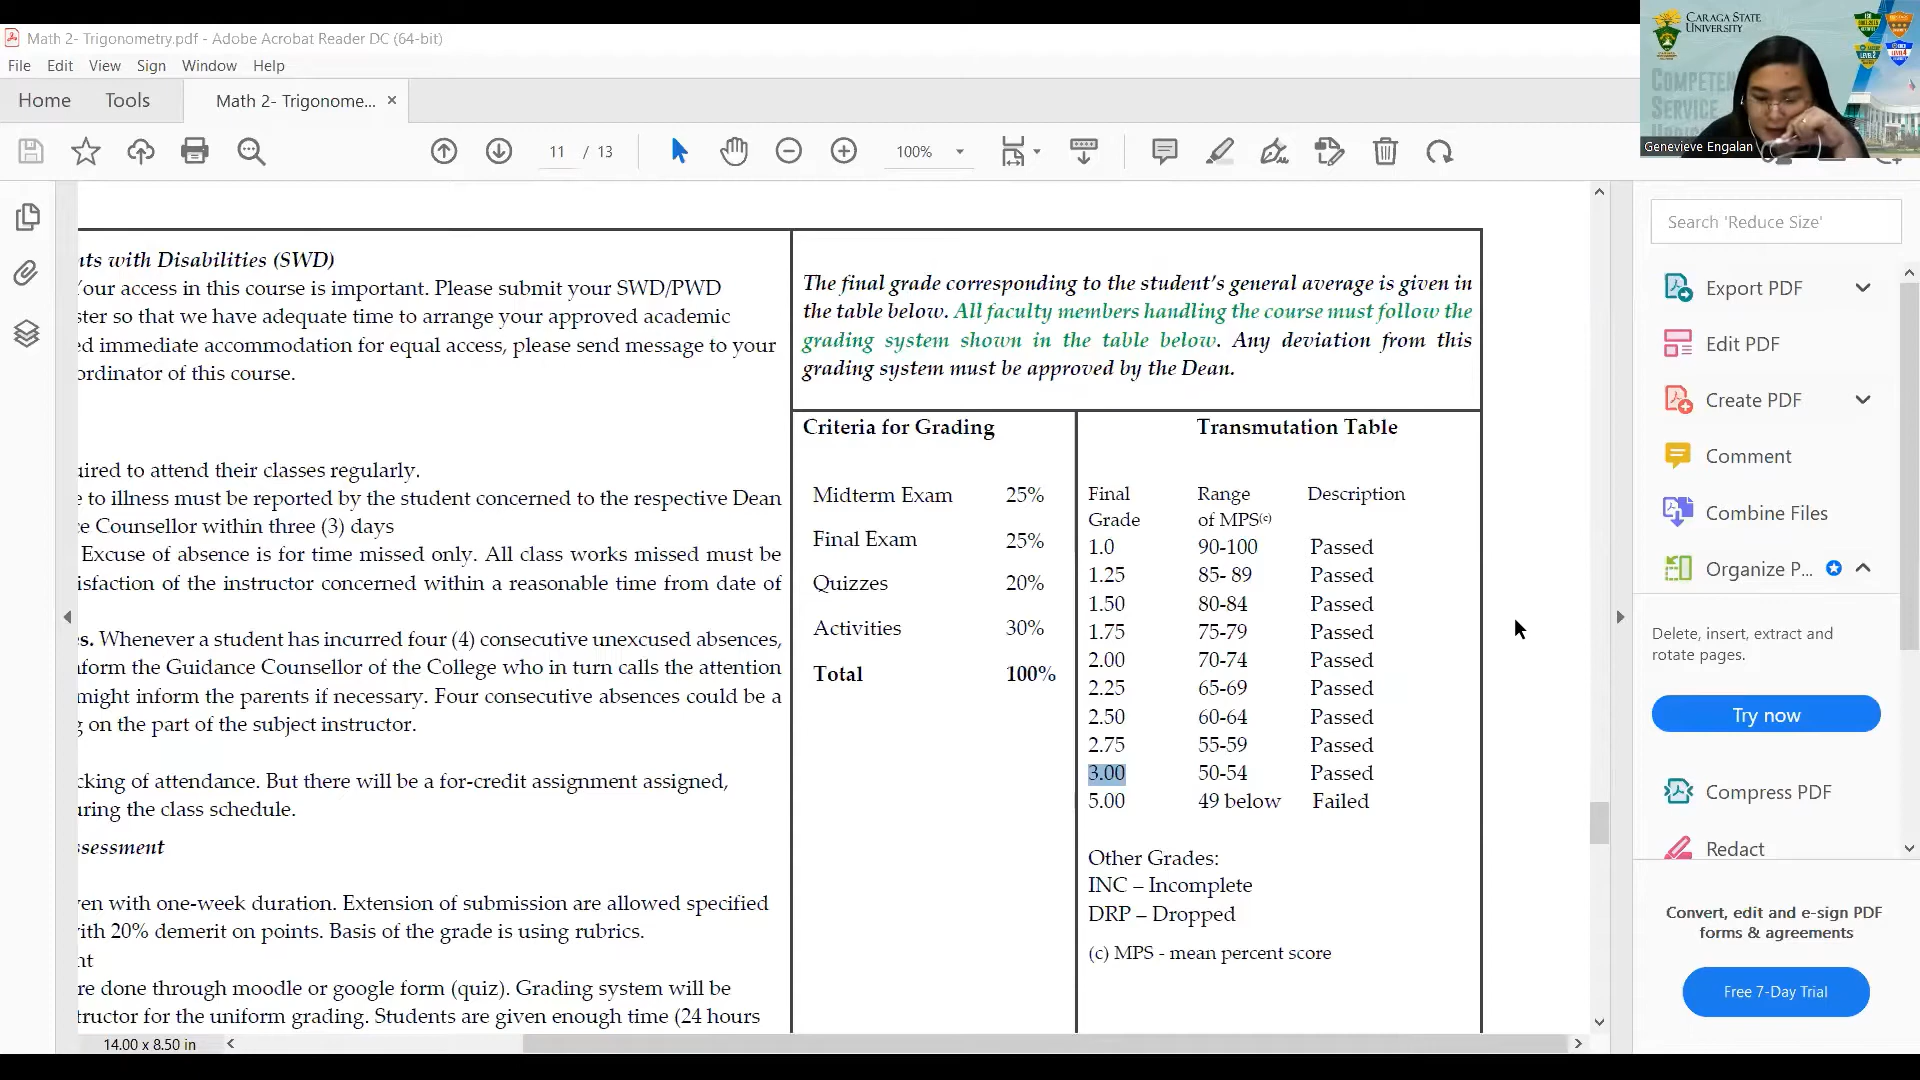 Math 2- Trigonometry.pdf - Adobe Acrobat Reader DC (64-bit)
File Edit View Sign Window Help
Home Tools Math 2- Trigonome... ×
11 / 13 100%
CARAGA STATE
UNIVERSITY
COMPETEN
SERVICE
Genevieve Engalan
nts with Disabilities (SWD)
Your access in this course is important. Please submit your SWD/PWD
ster so that we have adequate time to arrange your approved academic
ed immediate accommodation for equal access, please send message to your
ordinator of this course.
uired to attend their classes regularly.
e to illness must be reported by the student concerned to the respective Dean
ce Counsellor within three (3) days
Excuse of absence is for time missed only. All class works missed must be
isfaction of the instructor concerned within a reasonable time from date of
s. Whenever a student has incurred four (4) consecutive unexcused absences,
nform the Guidance Counsellor of the College who in turn calls the attention
might inform the parents if necessary. Four consecutive absences could be a
g on the part of the subject instructor.
cking of attendance. But there will be a for-credit assignment assigned,
uring the class schedule.
ssessment
ven with one-week duration. Extension of submission are allowed specified
vith 20% demerit on points. Basis of the grade is using rubrics.
nt
re done through moodle or google form (quiz). Grading system will be
tructor for the uniform grading. Students are given enough time (24 hours
The final grade corresponding to the student's general average is given in
the table below. All faculty members handling the course must follow the
grading system shown in the table below. Any deviation from this
grading system must be approved by the Dean.
Criteria for Grading
Midterm Exam 25%
Final Exam 25%
Quizzes 20%
Activities 30%
Total 100%
Transmutation Table
Final Range Description
Grade of MPS(c)
1.0 90-100 Passed
1.25 85- 89 Passed
1.50 80-84 Passed
1.75 75-79 Passed
2.00 70-74 Passed
2.25 65-69 Passed
2.50 60-64 Passed
2.75 55-59 Passed
3.00 50-54 Passed
5.00 49 below Failed
Other Grades:
INC – Incomplete
DRP – Dropped
(c) MPS - mean percent score
Search 'Reduce Size'
Export PDF
Edit PDF
Create PDF
Comment
Combine Files
Organize P...
Delete, insert, extract and
rotate pages.
Try now
Compress PDF
Redact
Convert, edit and e-sign PDF
forms & agreements
Free 7-Day Trial
14.00 x 8.50 in